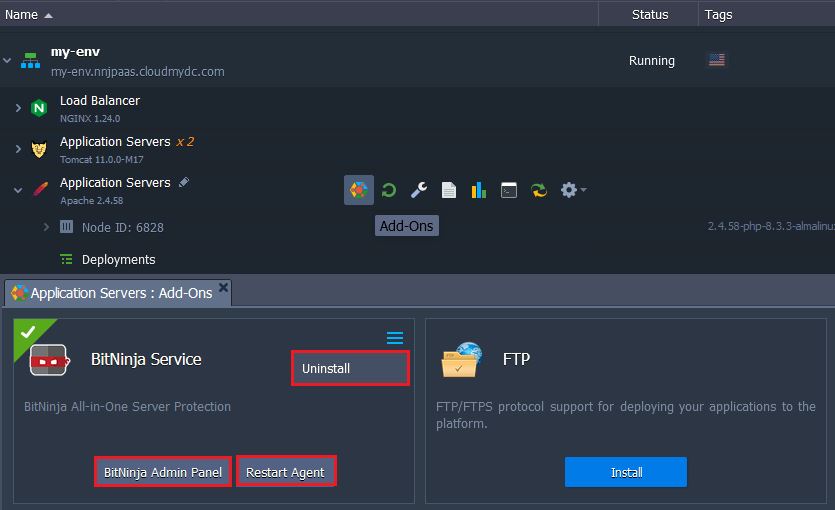 Name Status Tags
my-env
my-env.nnjpaas.cloudmydc.com Running
Load Balancer
NGINX 1.24.0
Application Servers x 2
Tomcat 11.0.0-M17
Application Servers
Apache 2.4.58
Node ID: 6828 Add-Ons 2.4.58-php-8.3.3-almalinux
Deployments
Application Servers : Add-Ons
BitNinja Service
Uninstall
BitNinja All-in-One Server Protection
BitNinja Admin Panel Restart Agent
FTP
FTP/FTPS protocol support for deploying your applications to the
platform.
Install